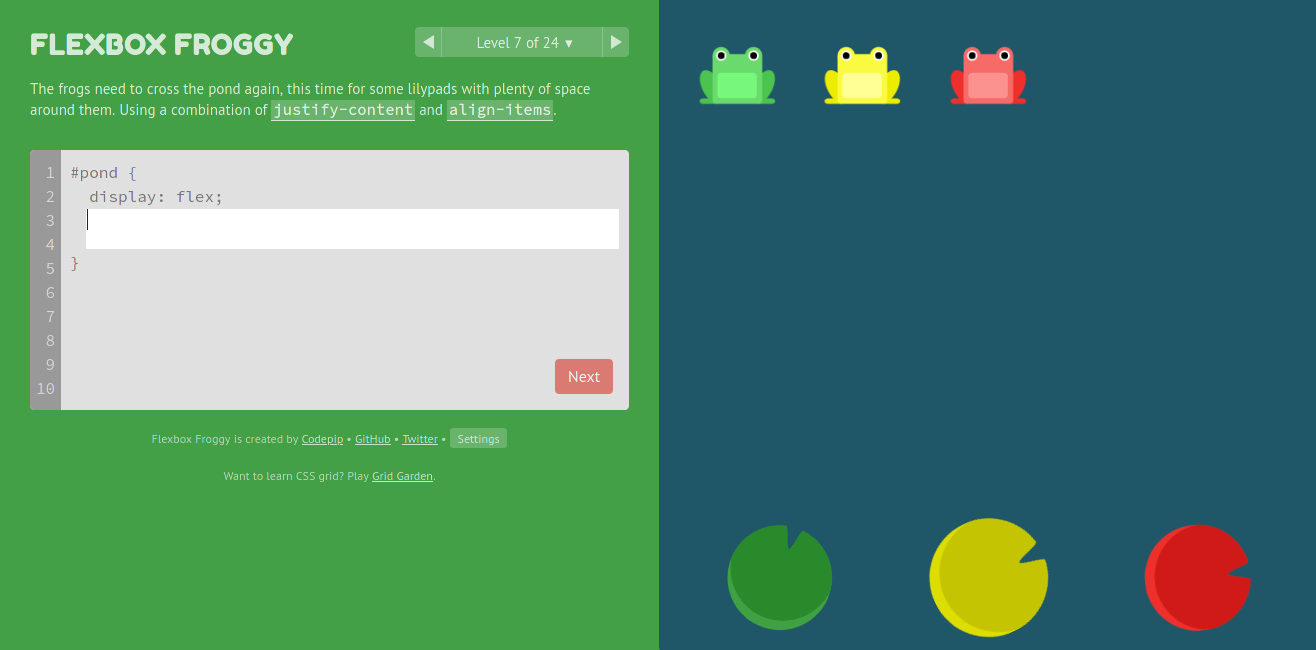 FLEXBOX FROGGY
◀ Level 7 of 24 ▾ ▶
The frogs need to cross the pond again, this time for some lilypads with plenty of space
around them. Using a combination of justify-content and align-items.
1 #pond {
2 display: flex;
3
4
5 }
6
7
8
9
10
Next
Flexbox Froggy is created by Codepip • GitHub • Twitter • Settings
Want to learn CSS grid? Play Grid Garden.